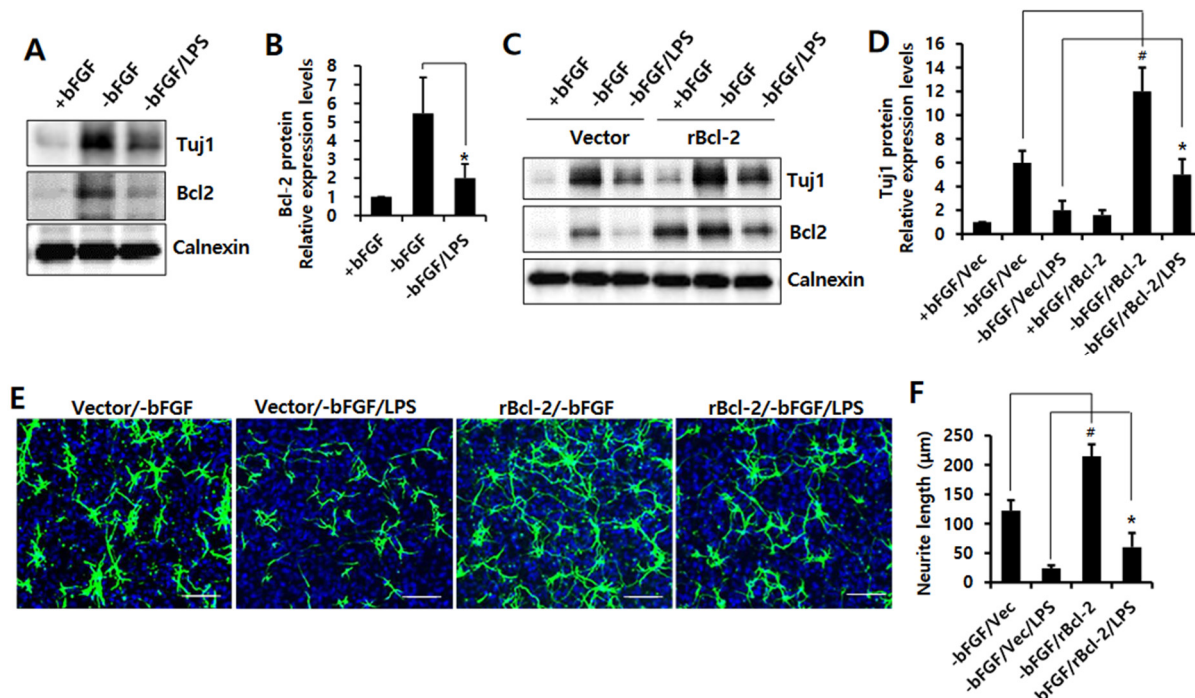 A
+bFGF
-bFGF
-bFGF/LPS
Tuj1
Bcl2
Calnexin
B
Bcl-2 protein
Relative expression levels
8
7
6
5
4
3
2
1
0
*
+bFGF
-bFGF
-bFGF/LPS
C
+bFGF
-bFGF
-bFGF/LPS
+bFGF
-bFGF
-bFGF/LPS
Vector
rBcl-2
Tuj1
Bcl2
Calnexin
D
Tuj1 protein
Relative expression levels
16
14
12
10
8
6
4
2
0
#
*
+bFGF/Vec
-bFGF/Vec
-bFGF/Vec/LPS
+bFGF/rBcl-2
-bFGF/rBcl-2
-bFGF/rBcl-2/LPS
E
Vector/-bFGF
Vector/-bFGF/LPS
rBcl-2/-bFGF
rBcl-2/-bFGF/LPS
F
Neurite length (µm)
250
200
150
100
50
0
#
*
-bFGF/Vec
-bFGF/Vec/LPS
-bFGF/rBcl-2
-bFGF/rBcl-2/LPS